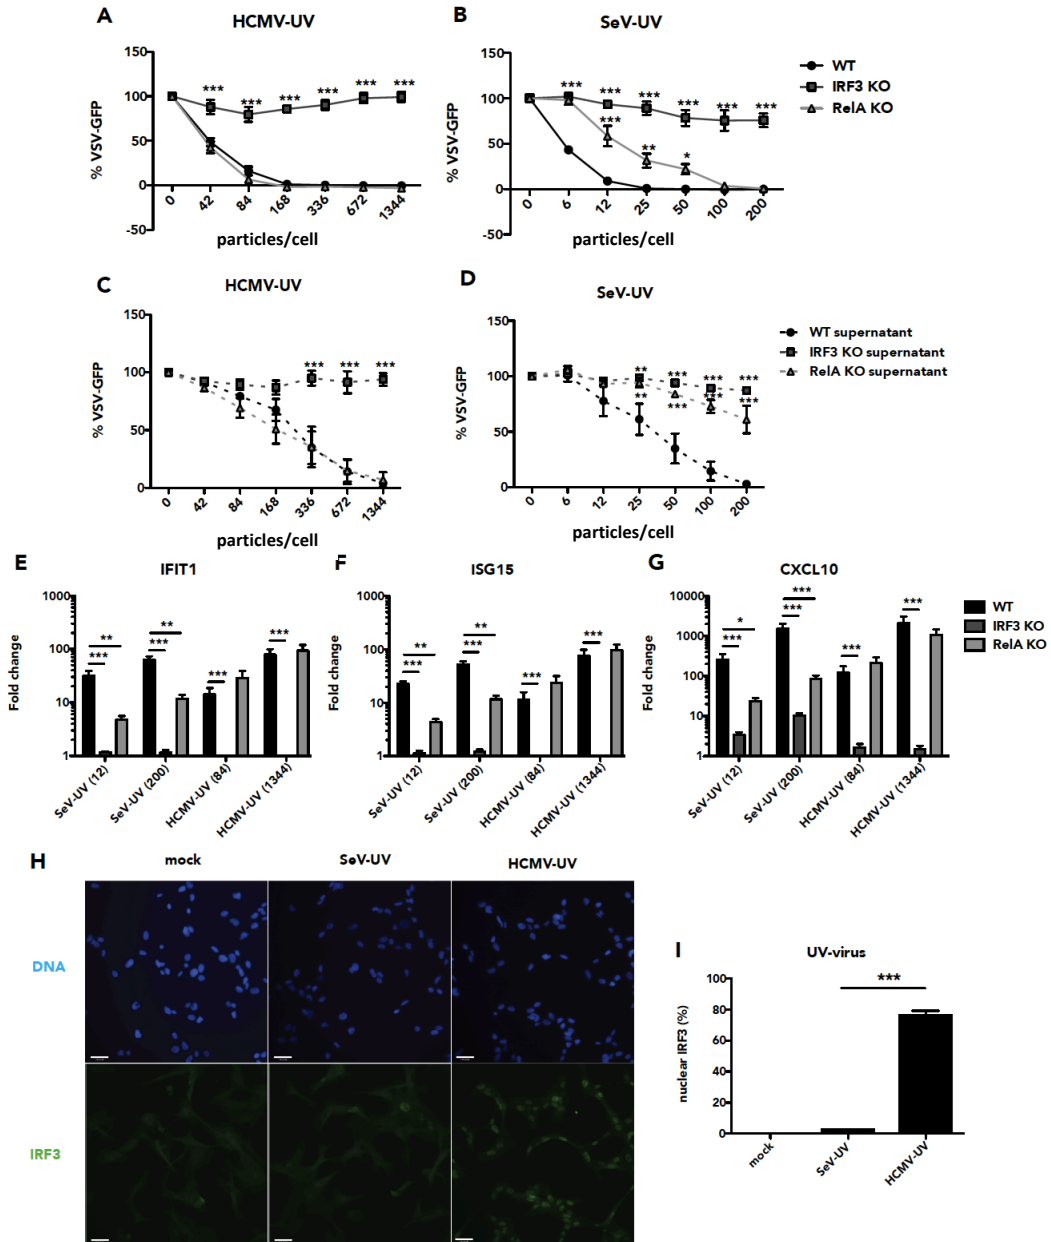 A
HCMV-UV
% VSV-GFP
150
100
50
0
-50
*** *** *** *** *** ***
0 42 84 168 336 672 1344
particles/cell
B
SeV-UV
% VSV-GFP
150
100
50
0
-50
*** *** *** *** *** ***
*** ** *
0 6 12 25 50 100 200
particles/cell
WT
IRF3 KO
RelA KO
C
HCMV-UV
% VSV-GFP
150
100
50
0
*** *** ***
0 42 84 168 336 672 1344
particles/cell
D
SeV-UV
% VSV-GFP
150
100
50
0
** *** *** ***
** *** *** ***
0 6 12 25 50 100 200
particles/cell
WT supernatant
IRF3 KO supernatant
RelA KO supernatant
E
IFIT1
Fold change
1000
100
10
1
** ** ***
*** *** ***
SeV-UV (12) SeV-UV (200) HCMV-UV (84) HCMV-UV (1344)
F
ISG15
Fold change
1000
100
10
1
** ** ***
*** *** ***
SeV-UV (12) SeV-UV (200) HCMV-UV (84) HCMV-UV (1344)
G
CXCL10
Fold change
10000
1000
100
10
1
* *** ***
*** *** ***
SeV-UV (12) SeV-UV (200) HCMV-UV (84) HCMV-UV (1344)
WT
IRF3 KO
RelA KO
H
mock SeV-UV HCMV-UV
DNA
IRF3
I
UV-virus
nuclear IRF3 (%)
100
80
60
40
20
0
***
mock SeV-UV HCMV-UV